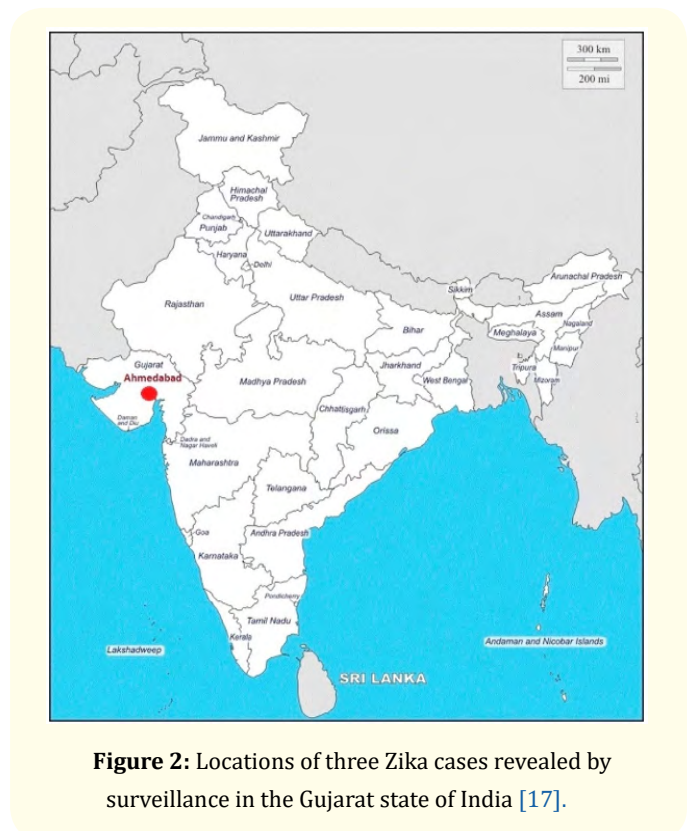 300 km
200 mi
Jammu and Kashmir
Himachal
Pradesh
Chandigarh
Punjab
Uttarakhand
Haryana
Delhi
Arunachal Pradesh
Sikkim
Rajasthan
Uttar Pradesh
Assam
Nagaland
Bihar
Meghalaya
Manipur
Gujarat
Jharkhand
Tripura
Ahmedabad
Madhya Pradesh
West Bengal
Mizoram
Chhattisgarh
Daman
and Diu
Orissa
Dadra and
Nagar Haveli
Maharashtra
Telangana
Goa
Andhra Pradesh
Karnataka
Pondicherry
Tamil Nadu
Kerala
Andaman and Nicobar Islands
Lakshadweep
SRI LANKA
Figure 2: Locations of three Zika cases revealed by
surveillance in the Gujarat state of India [17].